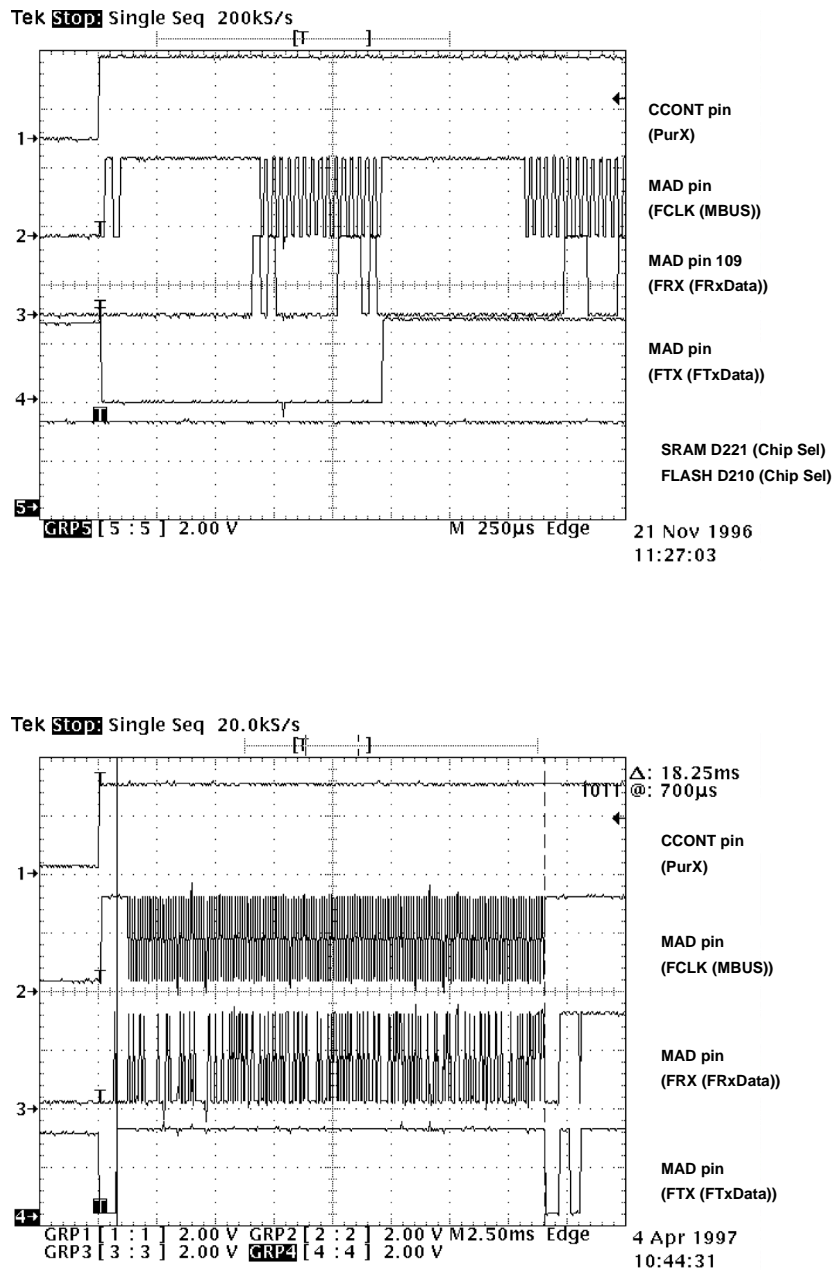 Tek Stop: Single Seq 200kS/s
[T ]
CCONT pin
(PurX)
1→
MAD pin
(FCLK (MBUS))
2→
MAD pin 109
(FRX (FRxData))
3→
MAD pin
(FTX (FTxData))
4→
T
SRAM D221 (Chip Sel)
FLASH D210 (Chip Sel)
5→
GRP5 [ 5 : 5 ] 2.00 V M 250µs Edge
21 Nov 1996
11:27:03
Tek Stop: Single Seq 20.0kS/s
[T ]
Δ: 18.25ms
1011 @: 700µs
CCONT pin
(PurX)
1→
MAD pin
(FCLK (MBUS))
2→
MAD pin
(FRX (FRxData))
3→
MAD pin
(FTX (FTxData))
T
4→
GRP1 [ 1 : 1 ] 2.00 V GRP2 [ 2 : 2 ] 2.00 V M2.50ms Edge
GRP3 [ 3 : 3 ] 2.00 V GRP4 [ 4 : 4 ] 2.00 V
4 Apr 1997
10:44:31